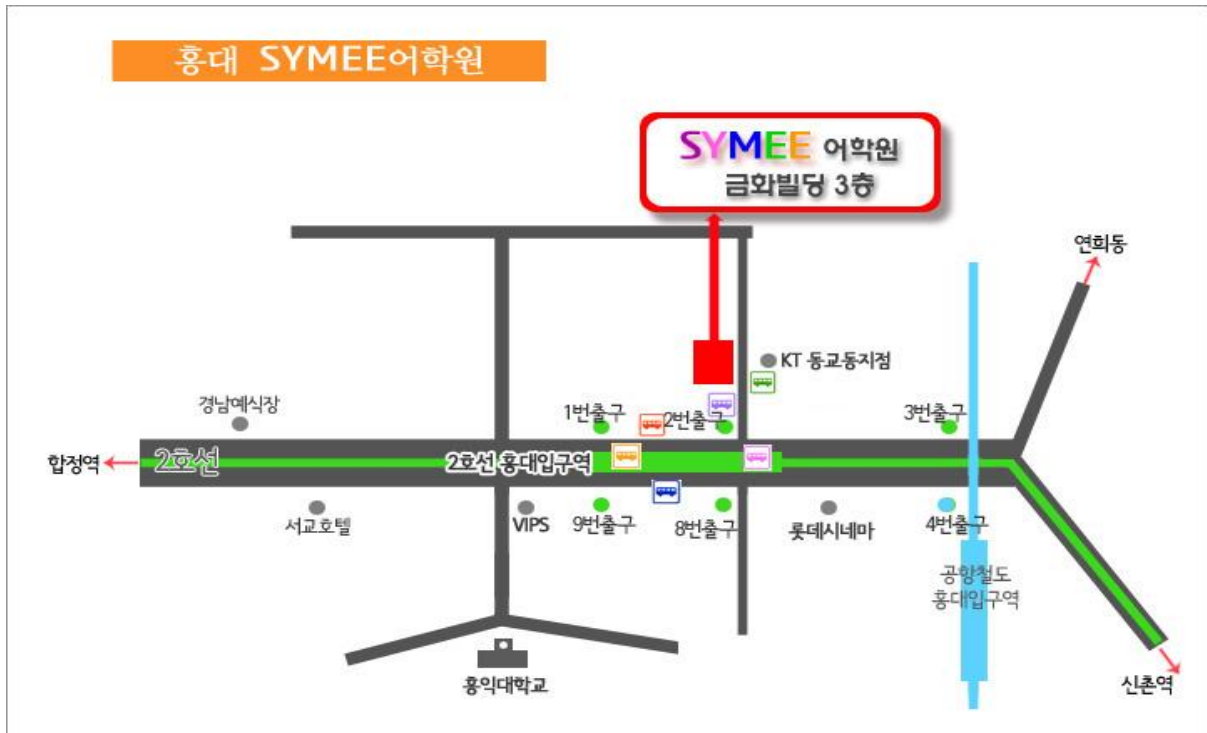 홍대 SYMEE어학원
SYMEE 어학원
금화빌딩 3층
연희동
KT 동교동지점
경남예식장
1번출구
2번출구
3번출구
합정역
2호선
2호선 홍대입구역
서교호텔
VIPS
9번출구
8번출구
롯데시네마
4번출구
공항철도
홍대입구역
홍익대학교
신촌역